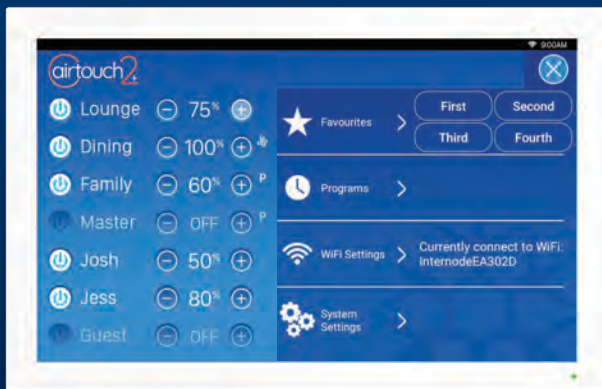 9:00AM
airtouch2+
Lounge 75%
Dining 100%
Family 60% P
Master OFF P
Josh 50%
Jess 80%
Guest OFF
Favourites
First Second
Third Fourth
Programs
WiFi Settings
Currently connect to WiFi:
InternodeEA302D
System
Settings